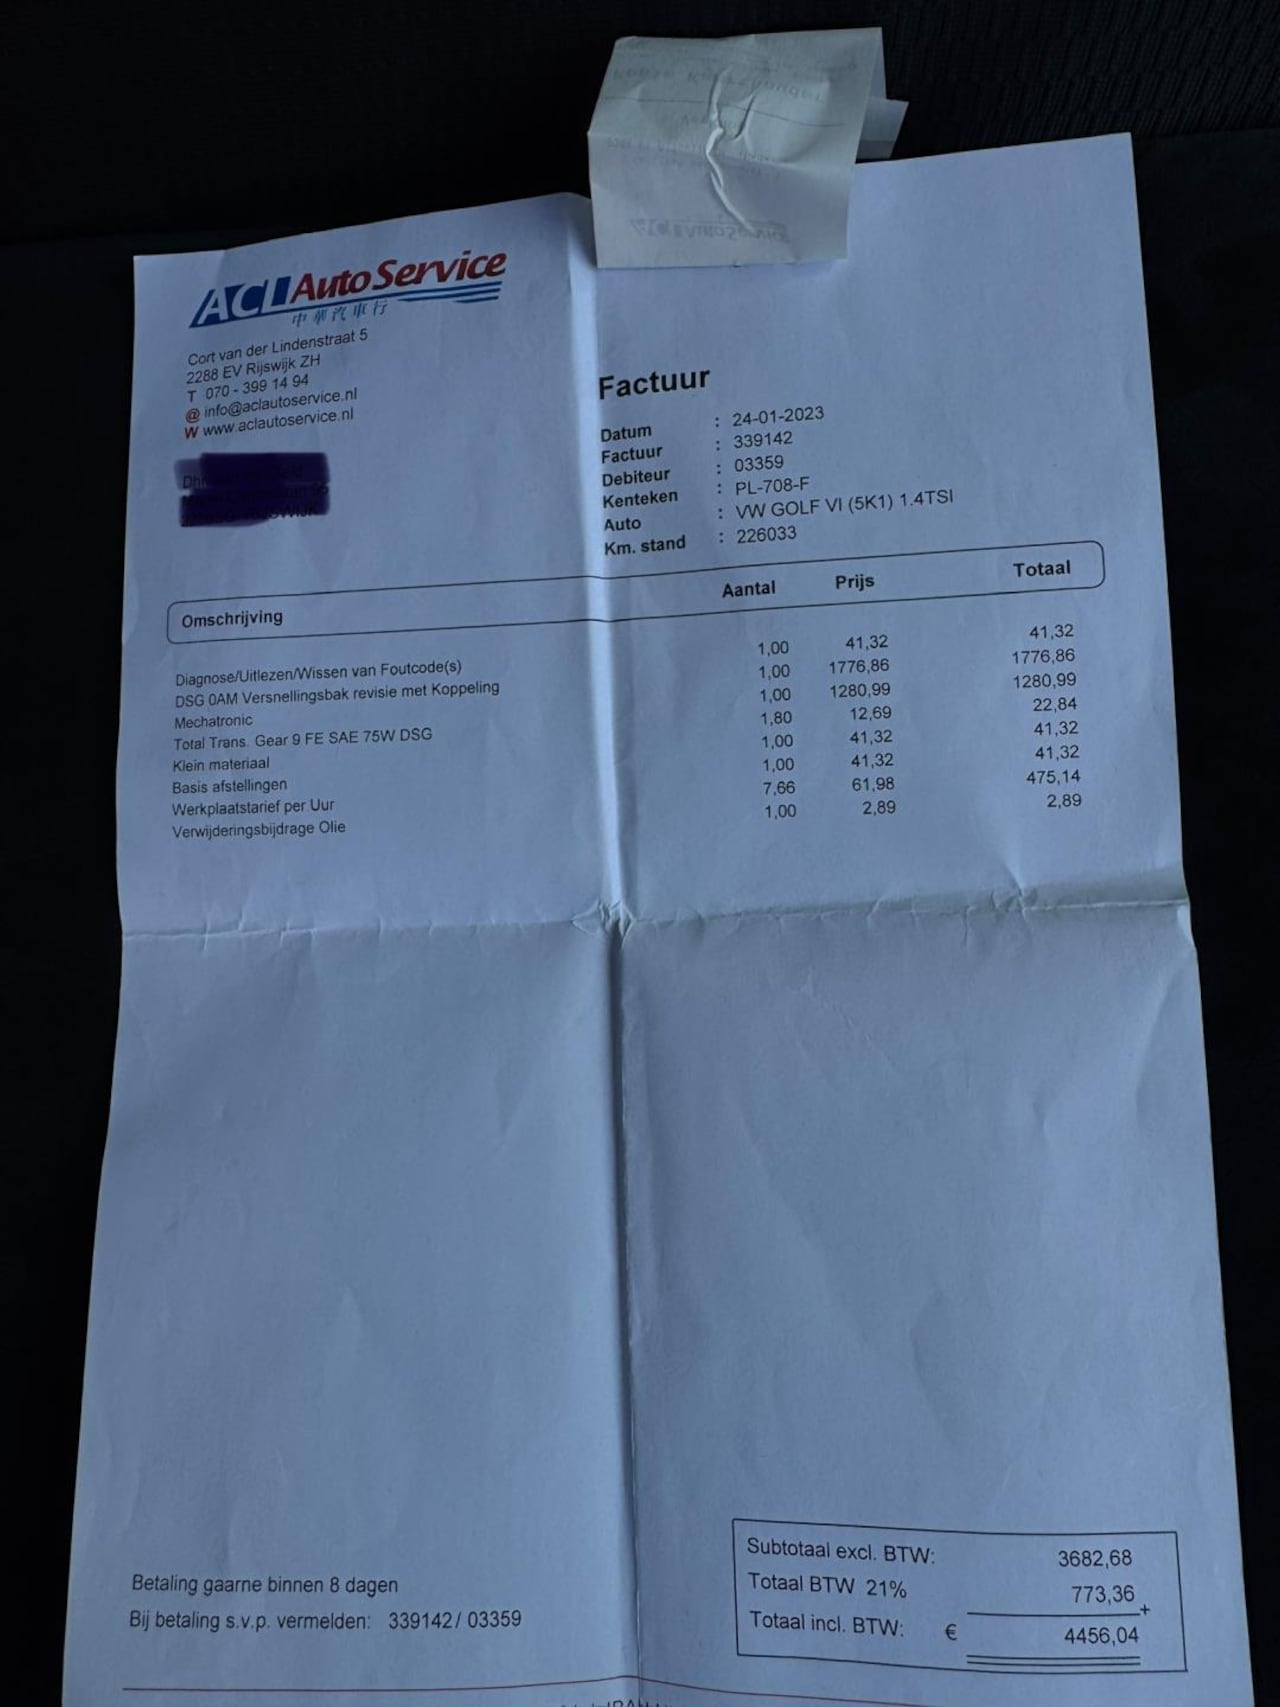 ACL Auto Service
中華汽車行
Cort van der Lindenstraat 5
2288 EV Rijswijk ZH
T 070 - 399 14 94
@ info@aclautoservice.nl
W www.aclautoservice.nl
Factuur
Datum : 24-01-2023
Factuur : 339142
Debiteur : 03359
Kenteken : PL-708-F
Auto : VW GOLF VI (5K1) 1.4TSI
Km. stand : 226033
Omschrijving Aantal Prijs Totaal
Diagnose/Uitlezen/Wissen van Foutcode(s) 1,00 41,32 41,32
DSG 0AM Versnellingsbak revisie met Koppeling 1,00 1776,86 1776,86
Mechatronic 1,00 1280,99 1280,99
Total Trans. Gear 9 FE SAE 75W DSG 1,80 12,69 22,84
Klein materiaal 1,00 41,32 41,32
Basis afstellingen 1,00 41,32 41,32
Werkplaatstarief per Uur 7,66 61,98 475,14
Verwijderingsbijdrage Olie 1,00 2,89 2,89
Betaling gaarne binnen 8 dagen
Bij betaling s.v.p. vermelden: 339142 / 03359
Subtotaal excl. BTW: 3682,68
Totaal BTW 21% 773,36 +
Totaal incl. BTW: € 4456,04